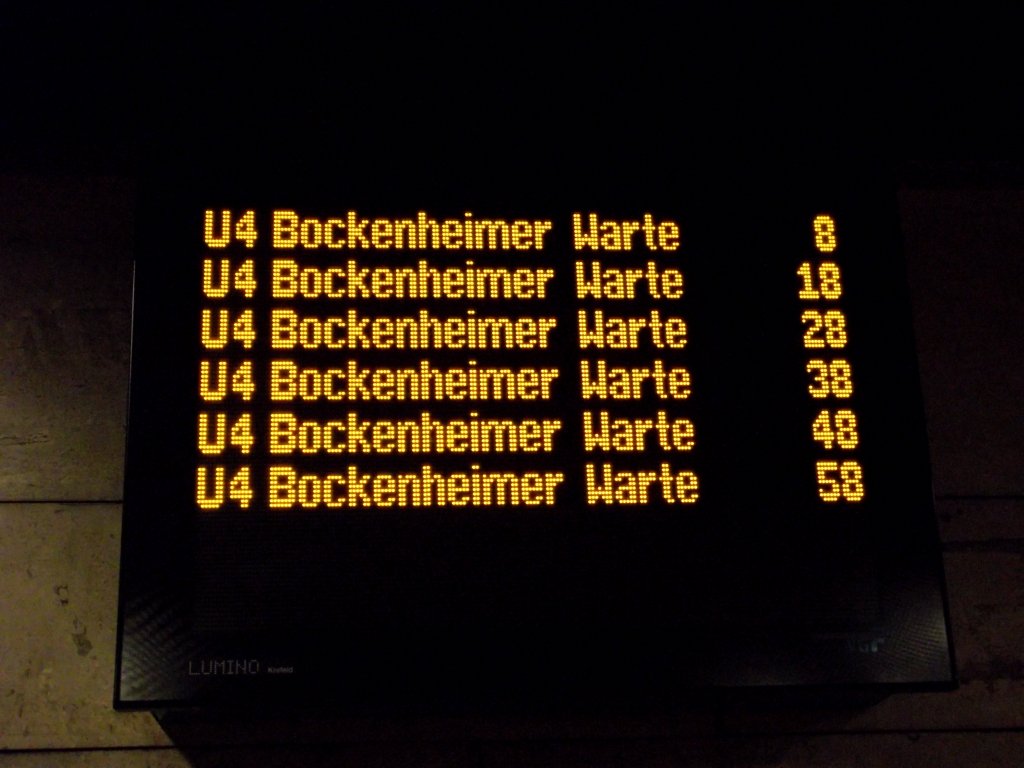 U4 Bockenheimer Warte 8
U4 Bockenheimer Warte 18
U4 Bockenheimer Warte 28
U4 Bockenheimer Warte 38
U4 Bockenheimer Warte 48
U4 Bockenheimer Warte 58
LUMINO Krefeld